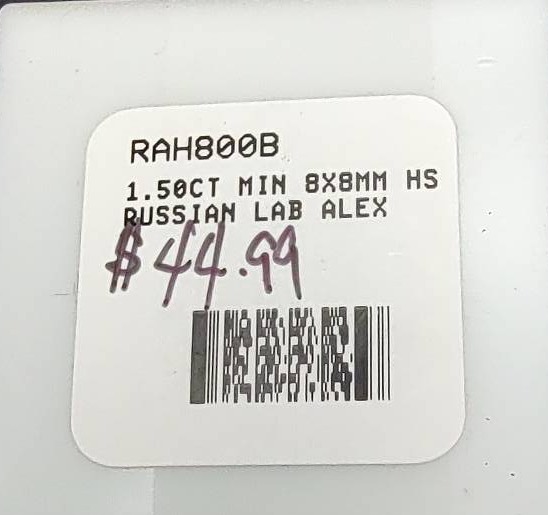 RAH800B
1.50CT MIN 8X8MM HS
RUSSIAN LAB ALEX
$44.99